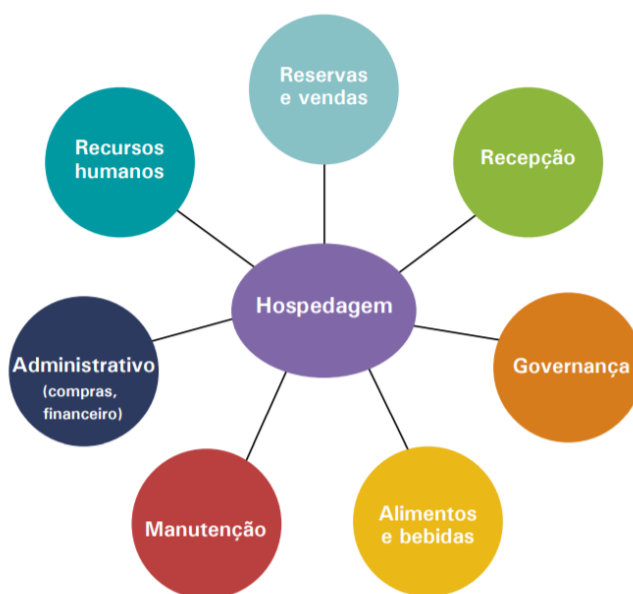 Reservas
e vendas
Recursos
humanos
Recepção
Hospedagem
Administrativo
(compras,
financeiro)
Governança
Manutenção
Alimentos
e bebidas